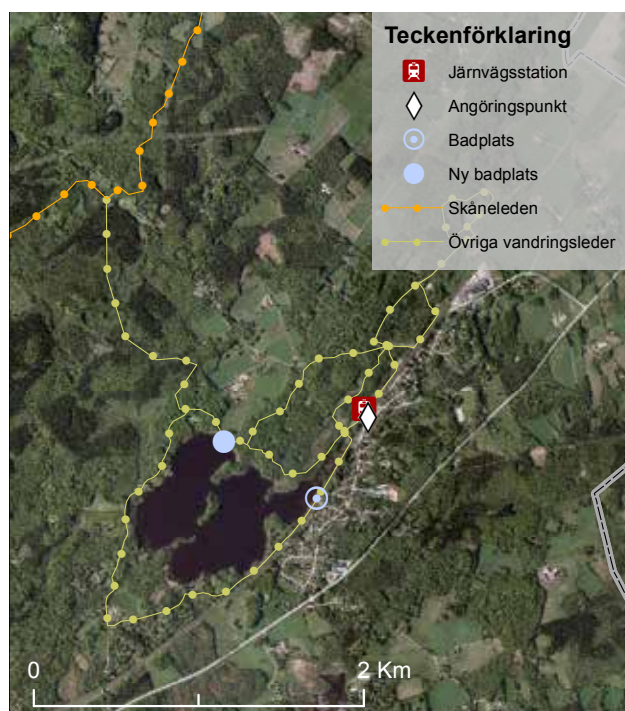 Teckenförklaring
Järnvägsstation
Angöringspunkt
Badplats
Ny badplats
Skåneleden
Övriga vandringsleder
0 2 Km